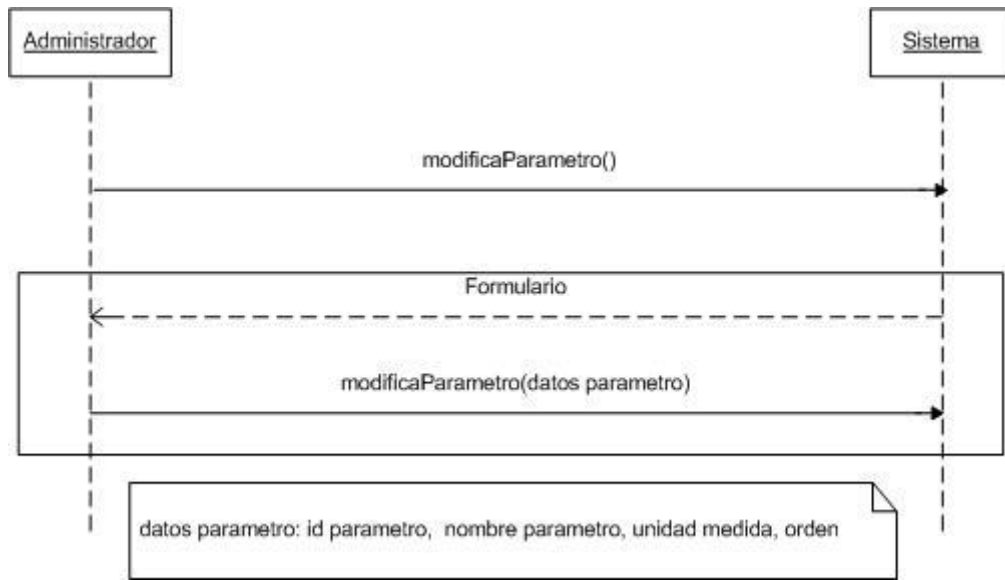 Administrador
Sistema
modificaParametro()
Formulario
modificaParametro(datos parametro)
datos parametro: id parametro, nombre parametro, unidad medida, orden